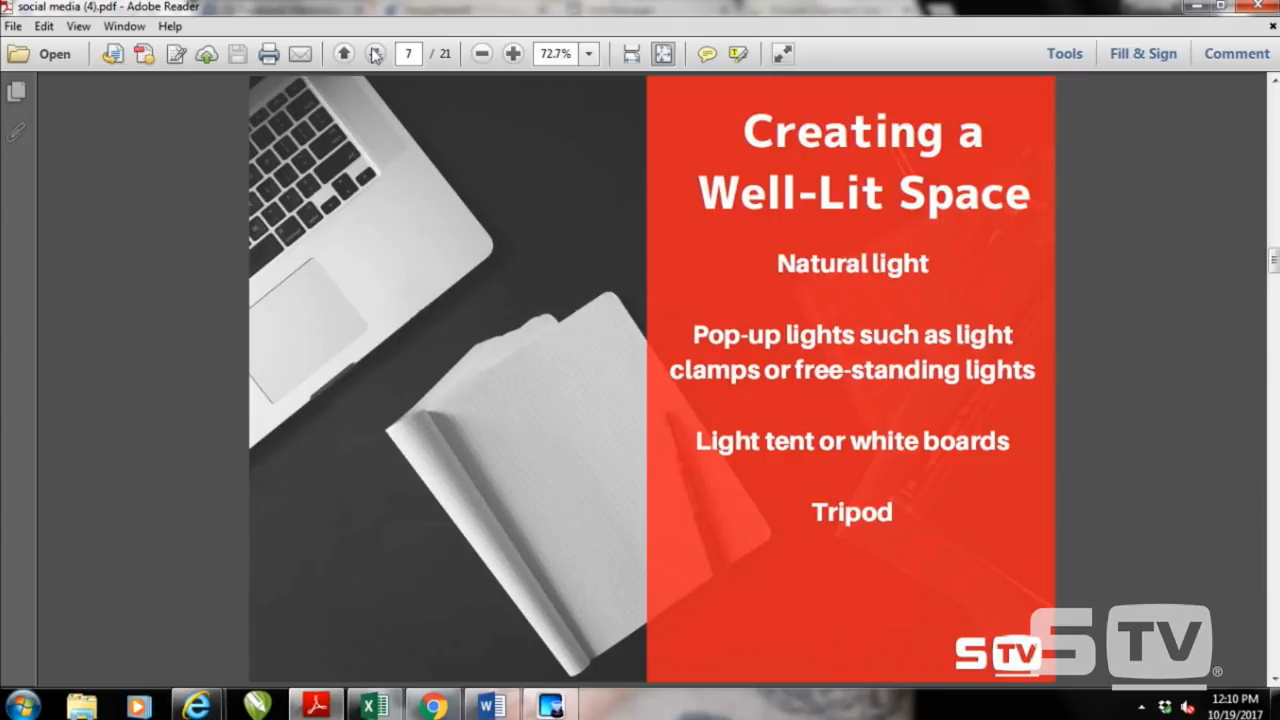 social media (4).pdf - Adobe Reader
File Edit View Window Help
Open 7 / 21 72.7% Tools Fill & Sign Comment
Creating a
Well-Lit Space
Natural light
Pop-up lights such as light
clamps or free-standing lights
Light tent or white boards
Tripod
STV
STV®
12:10 PM
10/19/2017